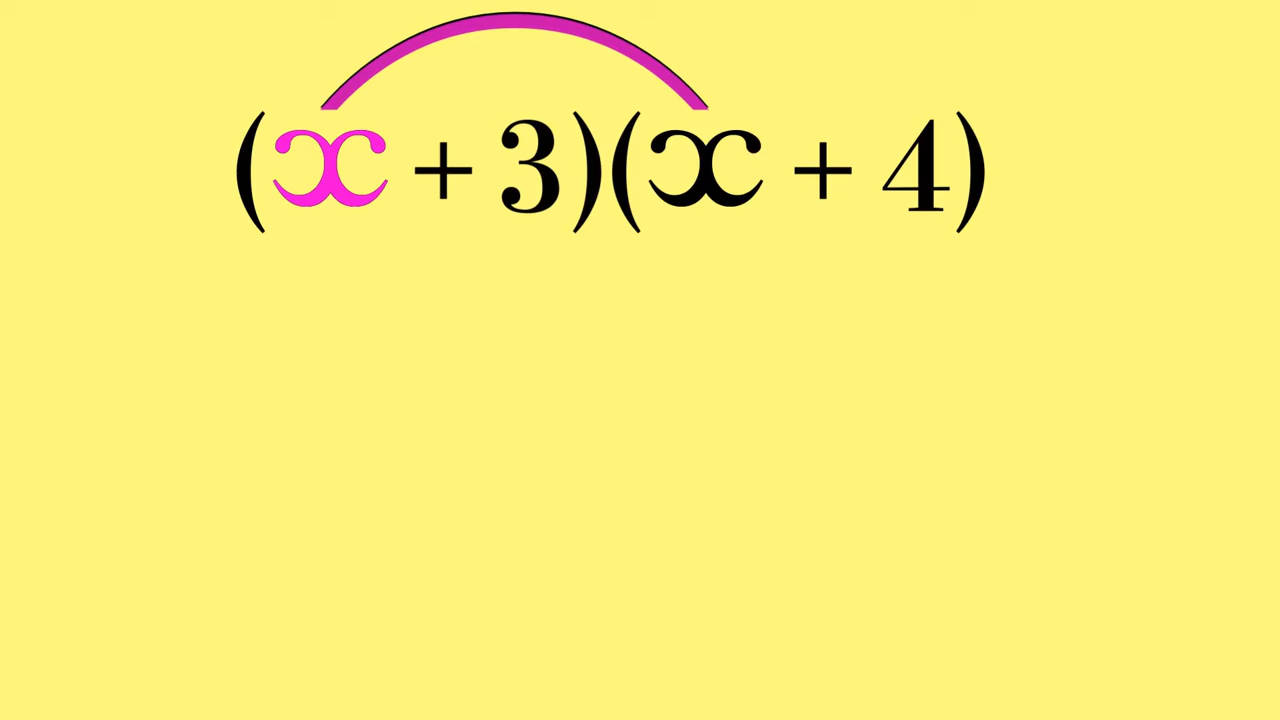 (x + 3)(x + 4)